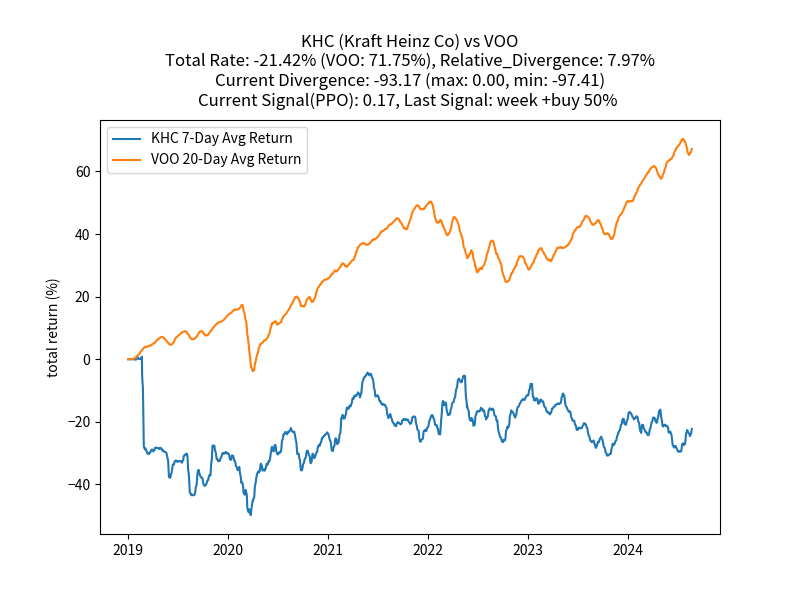 KHC (Kraft Heinz Co) vs VOO
Total Rate: -21.42% (VOO: 71.75%), Relative_Divergence: 7.97%
Current Divergence: -93.17 (max: 0.00, min: -97.41)
Current Signal(PPO): 0.17, Last Signal: week +buy 50%
KHC 7-Day Avg Return
VOO 20-Day Avg Return
total return (%)
60
40
20
0
−20
−40
2019 2020 2021 2022 2023 2024